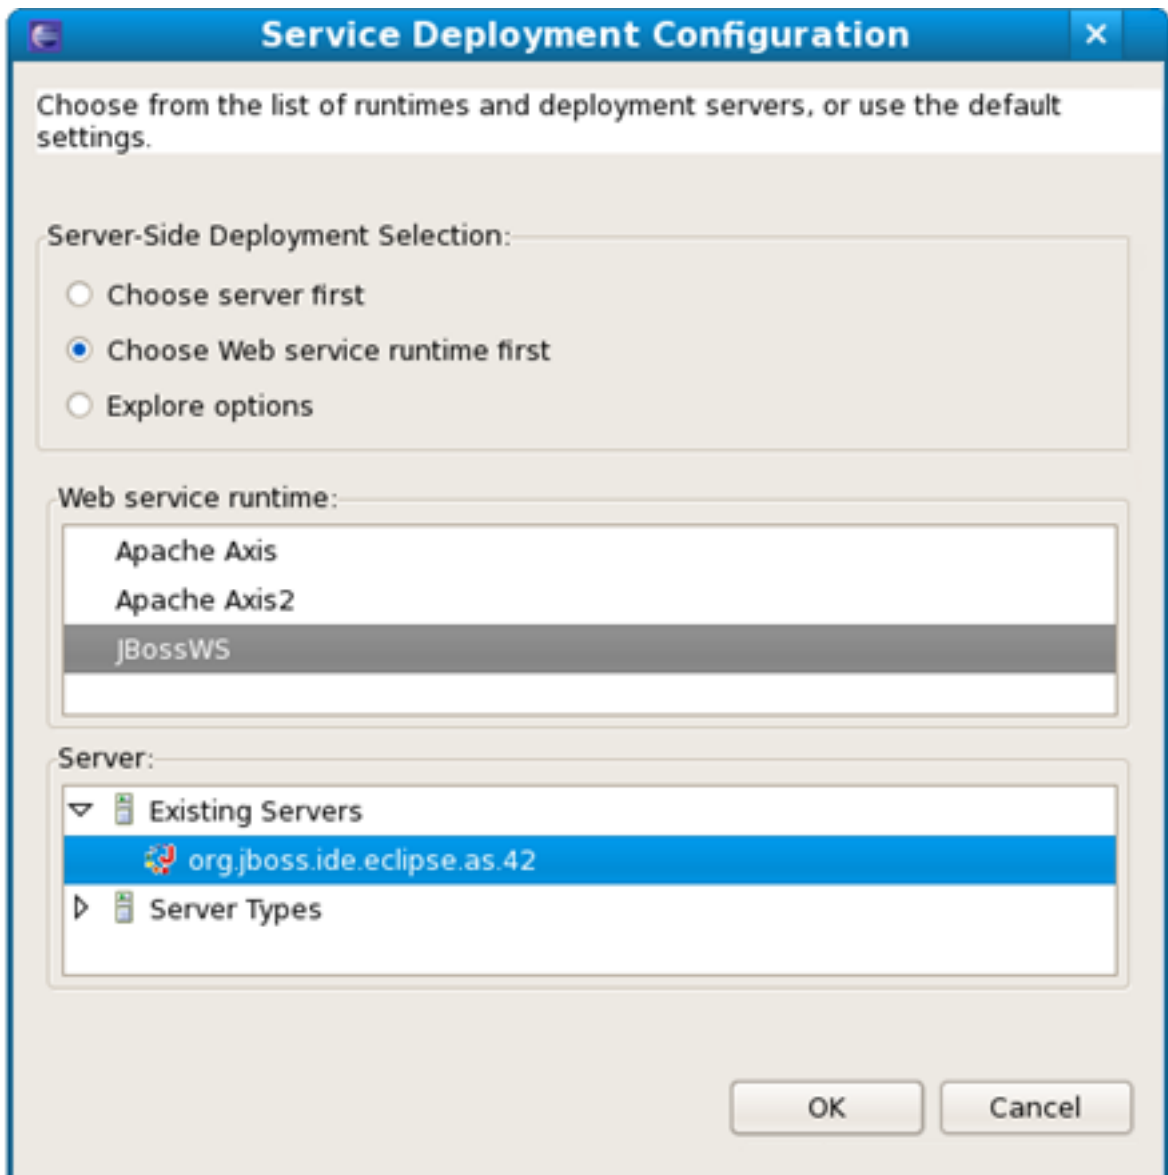 Service Deployment Configuration
Choose from the list of runtimes and deployment servers, or use the default
settings.
Server-Side Deployment Selection:
Choose server first
Choose Web service runtime first
Explore options
Web service runtime:
Apache Axis
Apache Axis2
JBossWS
Server:
Existing Servers
org.jboss.ide.eclipse.as.42
Server Types
OK
Cancel